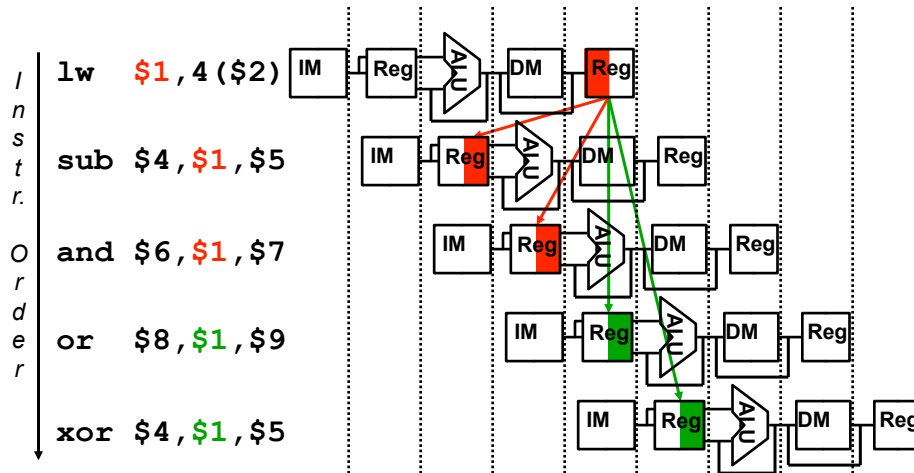 Instr. Order
lw $1,4($2) IM Reg ALU DM Reg
sub $4,$1,$5 IM Reg ALU DM Reg
and $6,$1,$7 IM Reg ALU DM Reg
or $8,$1,$9 IM Reg ALU DM Reg
xor $4,$1,$5 IM Reg ALU DM Reg